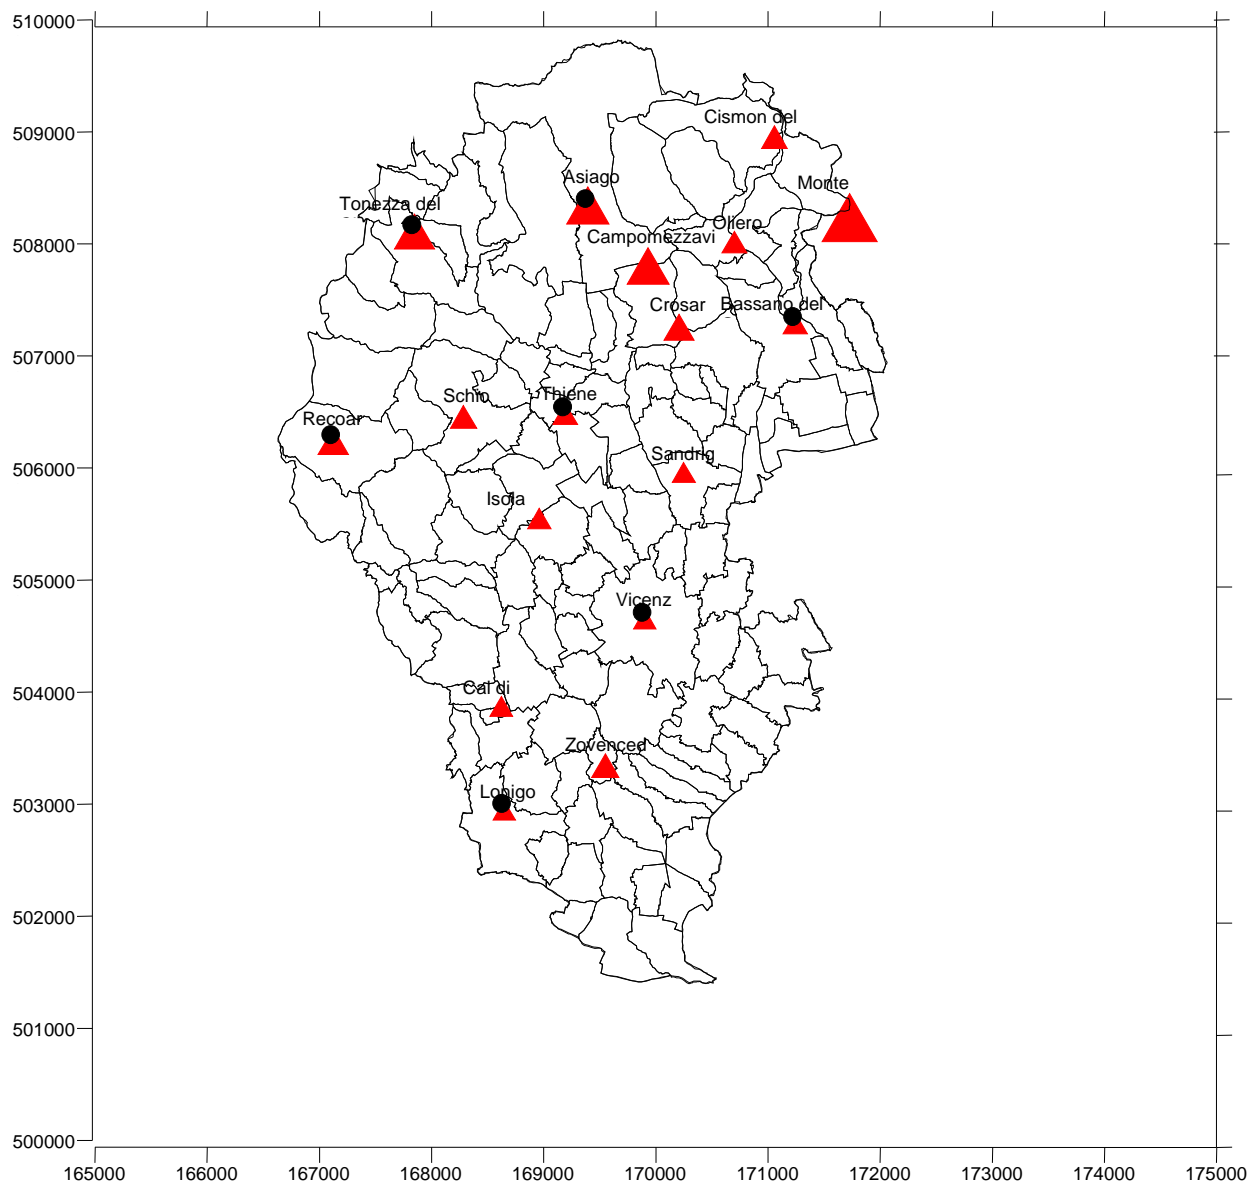 510000
509000
508000
507000
506000
505000
504000
503000
502000
501000
500000
Cismon del
Asiago
Monte
Tonezza del
Oliero
Campomezzavi
Crosar
Bassano del
Schio
Thiene
Recoar
Sandrig
Isola
Vicenz
Cal di
Zovenced
Lonigo
165000 166000 167000 168000 169000 170000 171000 172000 173000 174000 175000